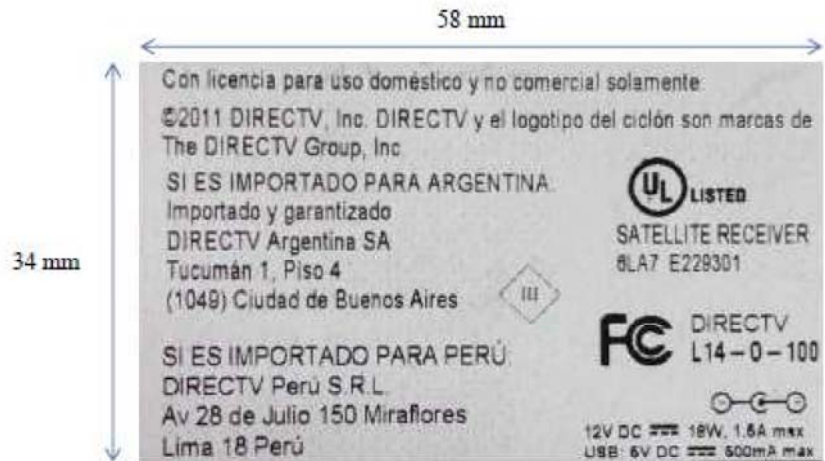 58 mm
34 mm
Con licencia para uso doméstico y no comercial solamente.
©2011 DIRECTV, Inc. DIRECTV y el logotipo del ciclón son marcas de
The DIRECTV Group, Inc
SI ES IMPORTADO PARA ARGENTINA:
Importado y garantizado
DIRECTV Argentina SA
Tucumán 1, Piso 4
(1049) Ciudad de Buenos Aires
III
SI ES IMPORTADO PARA PERÚ:
DIRECTV Perú S.R.L.
Av 28 de Julio 150 Miraflores
Lima 18 Perú
UL LISTED
SATELLITE RECEIVER
6LA7 E229301
FC DIRECTV
L14-0-100
12V DC 18W, 1.5A max
USB: 5V DC 500mA max